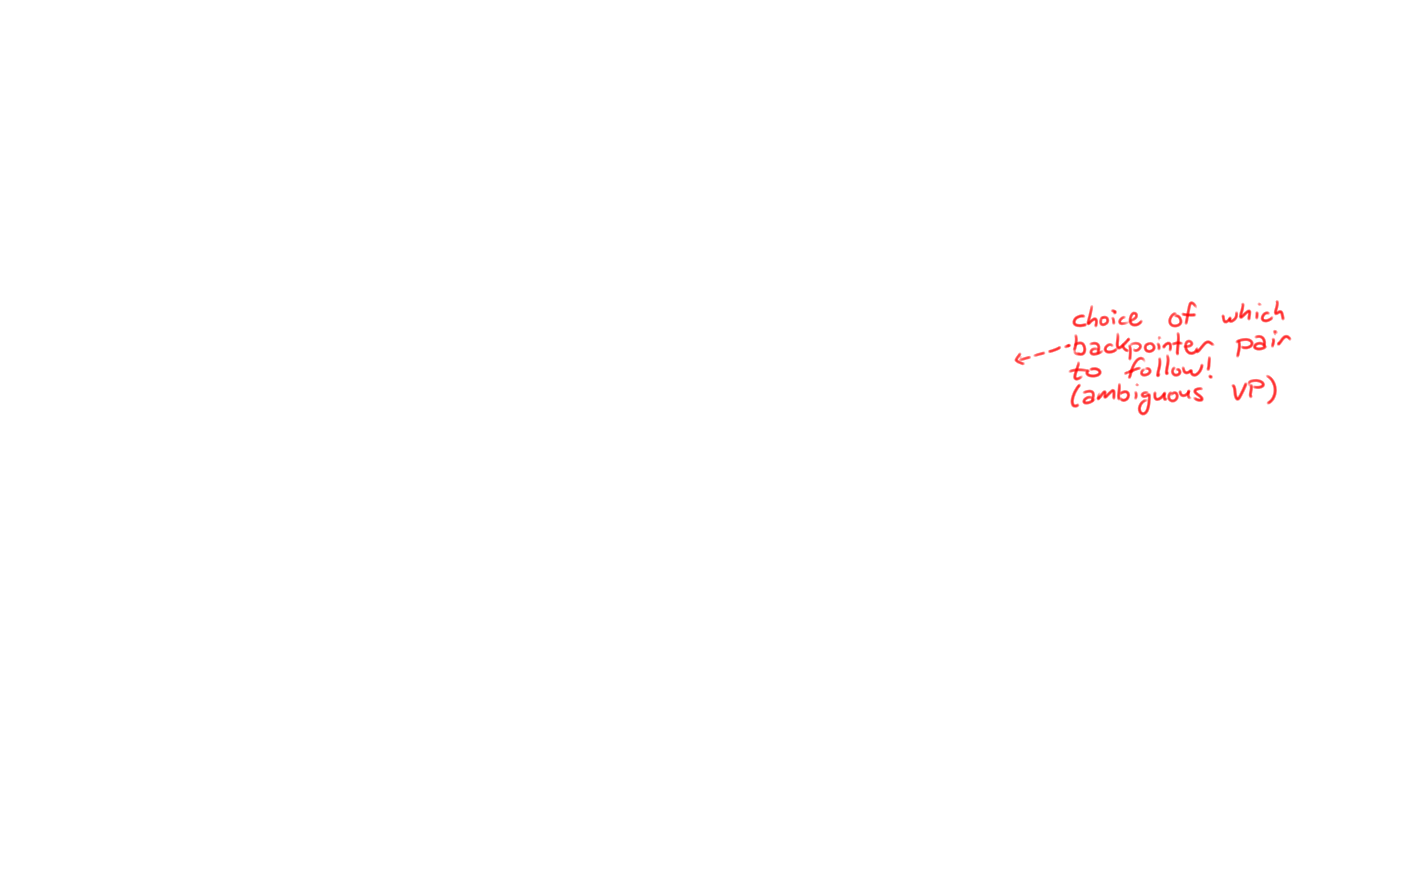 choice of which
backpointer pair
to follow!
(ambiguous VP)